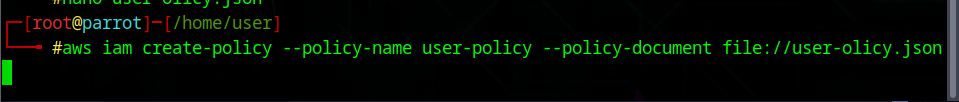 #nano user-olicy.json
[root@parrot]─[/home/user]
#aws iam create-policy --policy-name user-policy --policy-document file://user-olicy.json